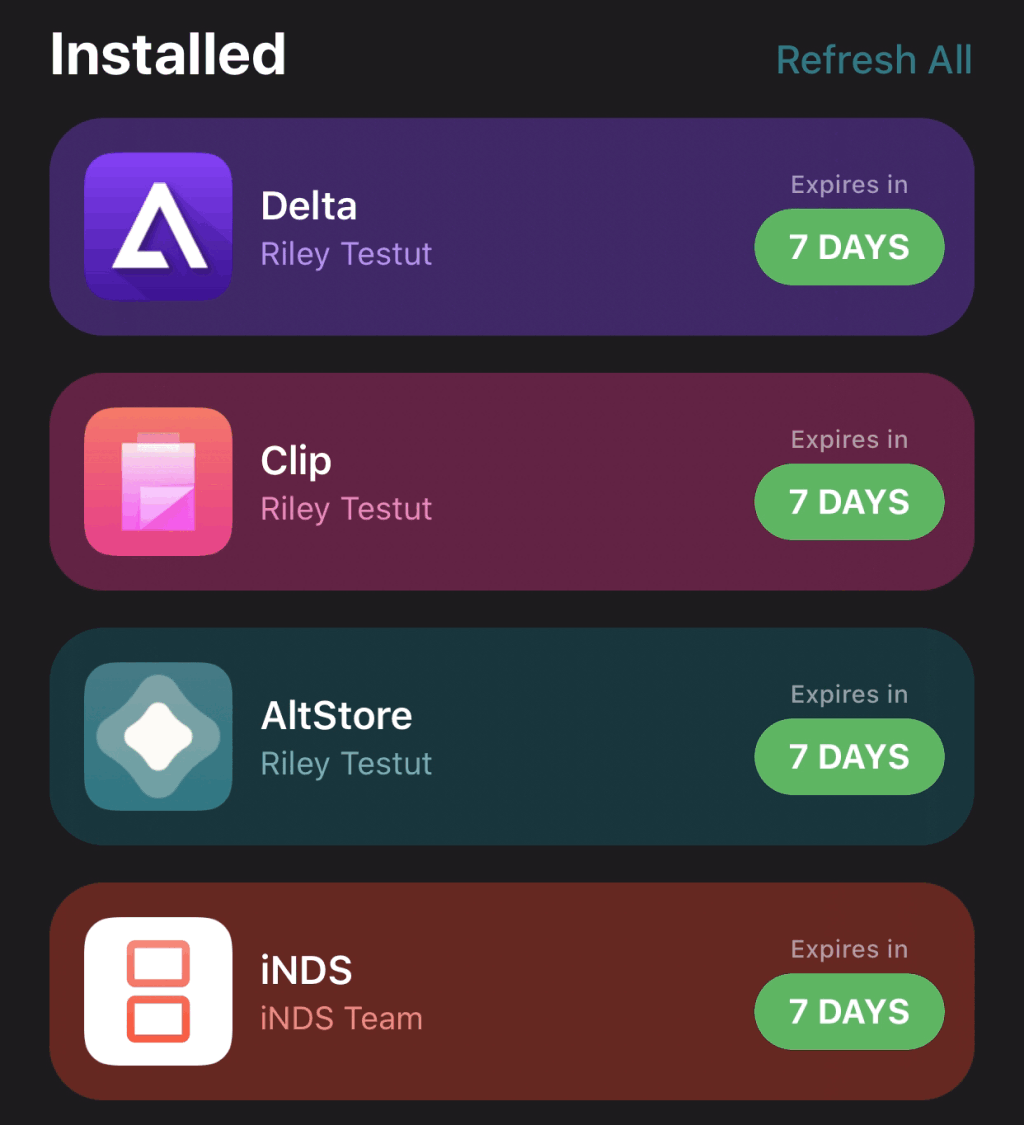 Installed
Refresh All
Delta
Riley Testut
Expires in
7 DAYS
Clip
Riley Testut
Expires in
7 DAYS
AltStore
Riley Testut
Expires in
7 DAYS
iNDS
iNDS Team
Expires in
7 DAYS